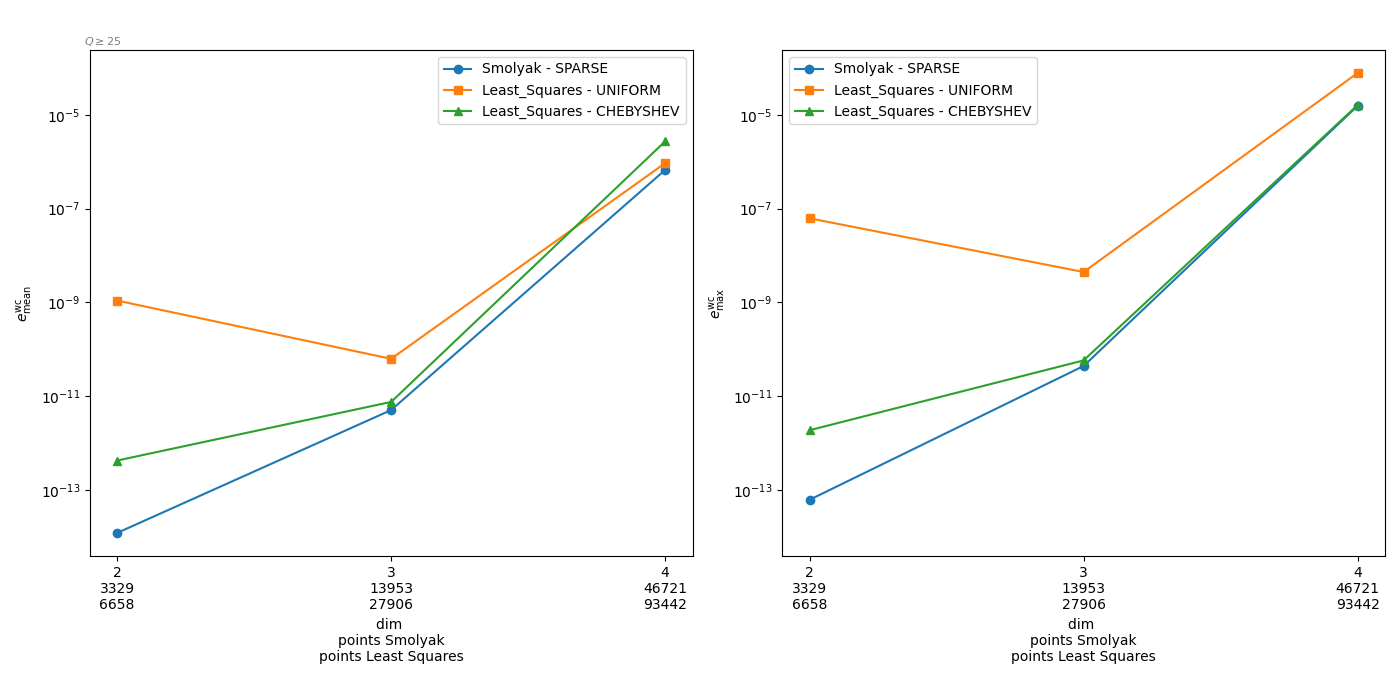 Q ≥ 25
Smolyak - SPARSE
Least_Squares - UNIFORM
Least_Squares - CHEBYSHEV
10⁻⁵
10⁻⁷
10⁻⁹
10⁻¹¹
10⁻¹³
e^wc_mean
2 3 4
3329 13953 46721
6658 27906 93442
dim
points Smolyak
points Least Squares
Smolyak - SPARSE
Least_Squares - UNIFORM
Least_Squares - CHEBYSHEV
10⁻⁵
10⁻⁷
10⁻⁹
10⁻¹¹
10⁻¹³
e^wc_max
2 3 4
3329 13953 46721
6658 27906 93442
dim
points Smolyak
points Least Squares